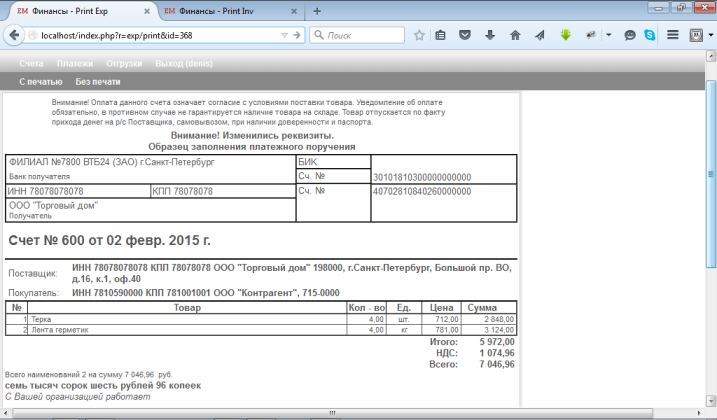 Финансы - Print Exp
Финансы - Print Inv
localhost/index.php?r=exp/print&id=368
Поиск
Счета Платежи Отгрузки Выход (denis)
С печатью Без печати
Внимание! Оплата данного счета означает согласие с условиями поставки товара. Уведомление об оплате
обязательно, в противном случае не гарантируется наличие товара на складе. Товар отпускается по факту
прихода денег на р/с Поставщика, самовывозом, при наличии доверенности и паспорта.
Внимание! Изменились реквизиты.
Образец заполнения платежного поручения
ФИЛИАЛ №7800 ВТБ24 (ЗАО) г.Санкт-Петербург БИК
Банк получателя Сч. № 30101810300000000000
ИНН 78078078078 КПП 78078078 Сч. № 40702810840260000000
ООО "Торговый дом"
Получатель
Счет № 600 от 02 февр. 2015 г.
Поставщик: ИНН 78078078078 КПП 78078078 ООО "Торговый дом" 198000, г.Санкт-Петербург, Большой пр. ВО,
д.16, к.1, оф.40
Покупатель: ИНН 7810590000 КПП 781001001 ООО "Контрагент", 715-0000
№ Товар Кол - во Ед. Цена Сумма
1 Терка 4,00 шт. 712,00 2 848,00
2 Лента герметик 4,00 кг 781,00 3 124,00
Итого: 5 972,00
НДС: 1 074,96
Всего: 7 046,96
Всего наименований 2 на сумму 7 046,96 руб.
семь тысяч сорок шесть рублей 96 копеек
С Вашей организацией работает